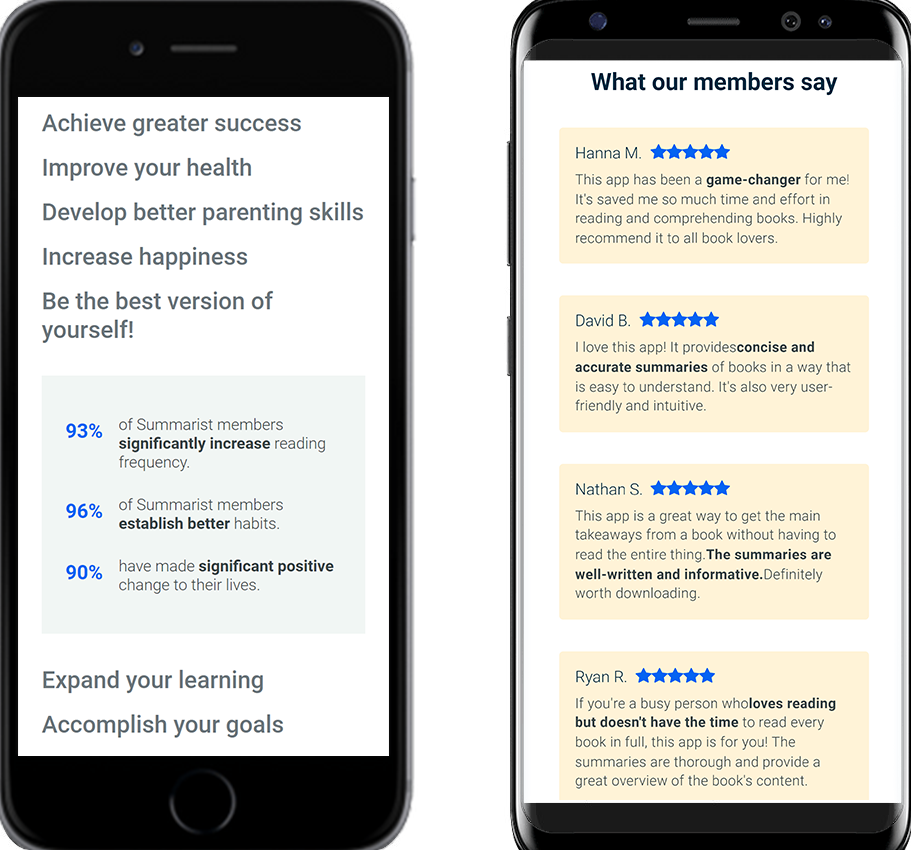 Achieve greater success
Improve your health
Develop better parenting skills
Increase happiness
Be the best version of
yourself!
93% of Summarist members
significantly increase reading
frequency.
96% of Summarist members
establish better habits.
90% have made significant positive
change to their lives.
Expand your learning
Accomplish your goals
What our members say
Hanna M.
This app has been a game-changer for me!
It's saved me so much time and effort in
reading and comprehending books. Highly
recommend it to all book lovers.
David B.
I love this app! It providesconcise and
accurate summaries of books in a way that
is easy to understand. It's also very user-
friendly and intuitive.
Nathan S.
This app is a great way to get the main
takeaways from a book without having to
read the entire thing.The summaries are
well-written and informative.Definitely
worth downloading.
Ryan R.
If you're a busy person wholoves reading
but doesn't have the time to read every
book in full, this app is for you! The
summaries are thorough and provide a
great overview of the book's content.